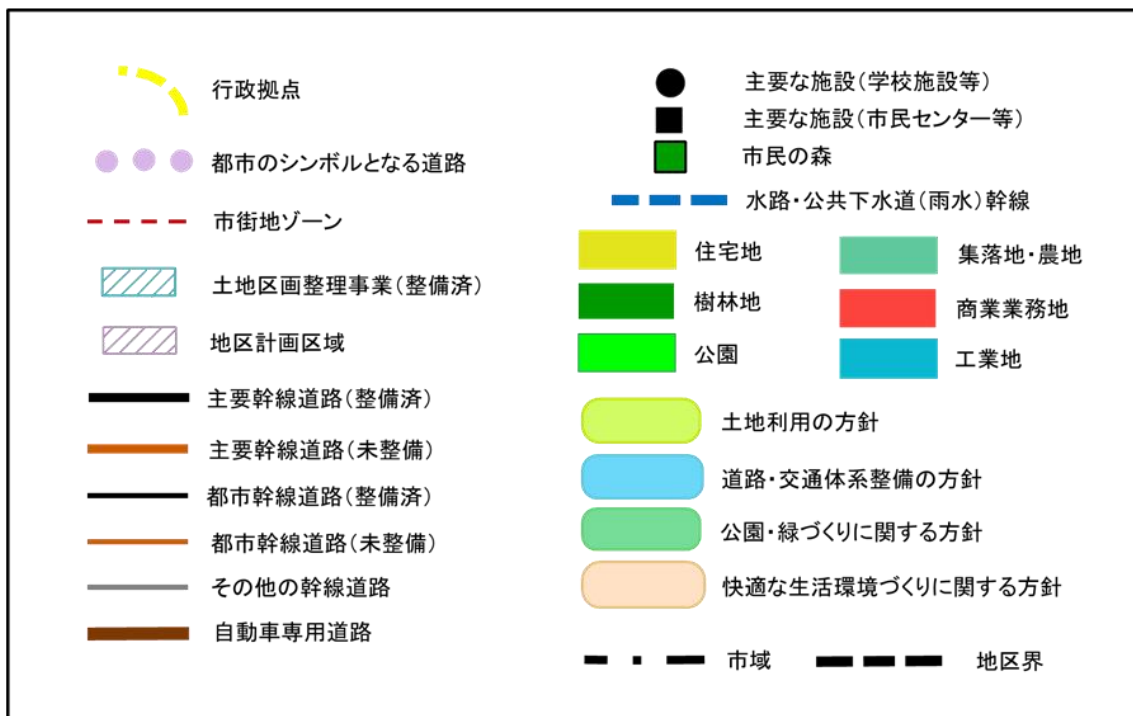 行政拠点
都市のシンボルとなる道路
市街地ゾーン
土地区画整理事業(整備済)
地区計画区域
主要幹線道路(整備済)
主要幹線道路(未整備)
都市幹線道路(整備済)
都市幹線道路(未整備)
その他の幹線道路
自動車専用道路
主要な施設(学校施設等)
主要な施設(市民センター等)
市民の森
水路・公共下水道(雨水)幹線
住宅地
集落地・農地
樹林地
商業業務地
公園
工業地
土地利用の方針
道路・交通体系整備の方針
公園・緑づくりに関する方針
快適な生活環境づくりに関する方針
市域
地区界